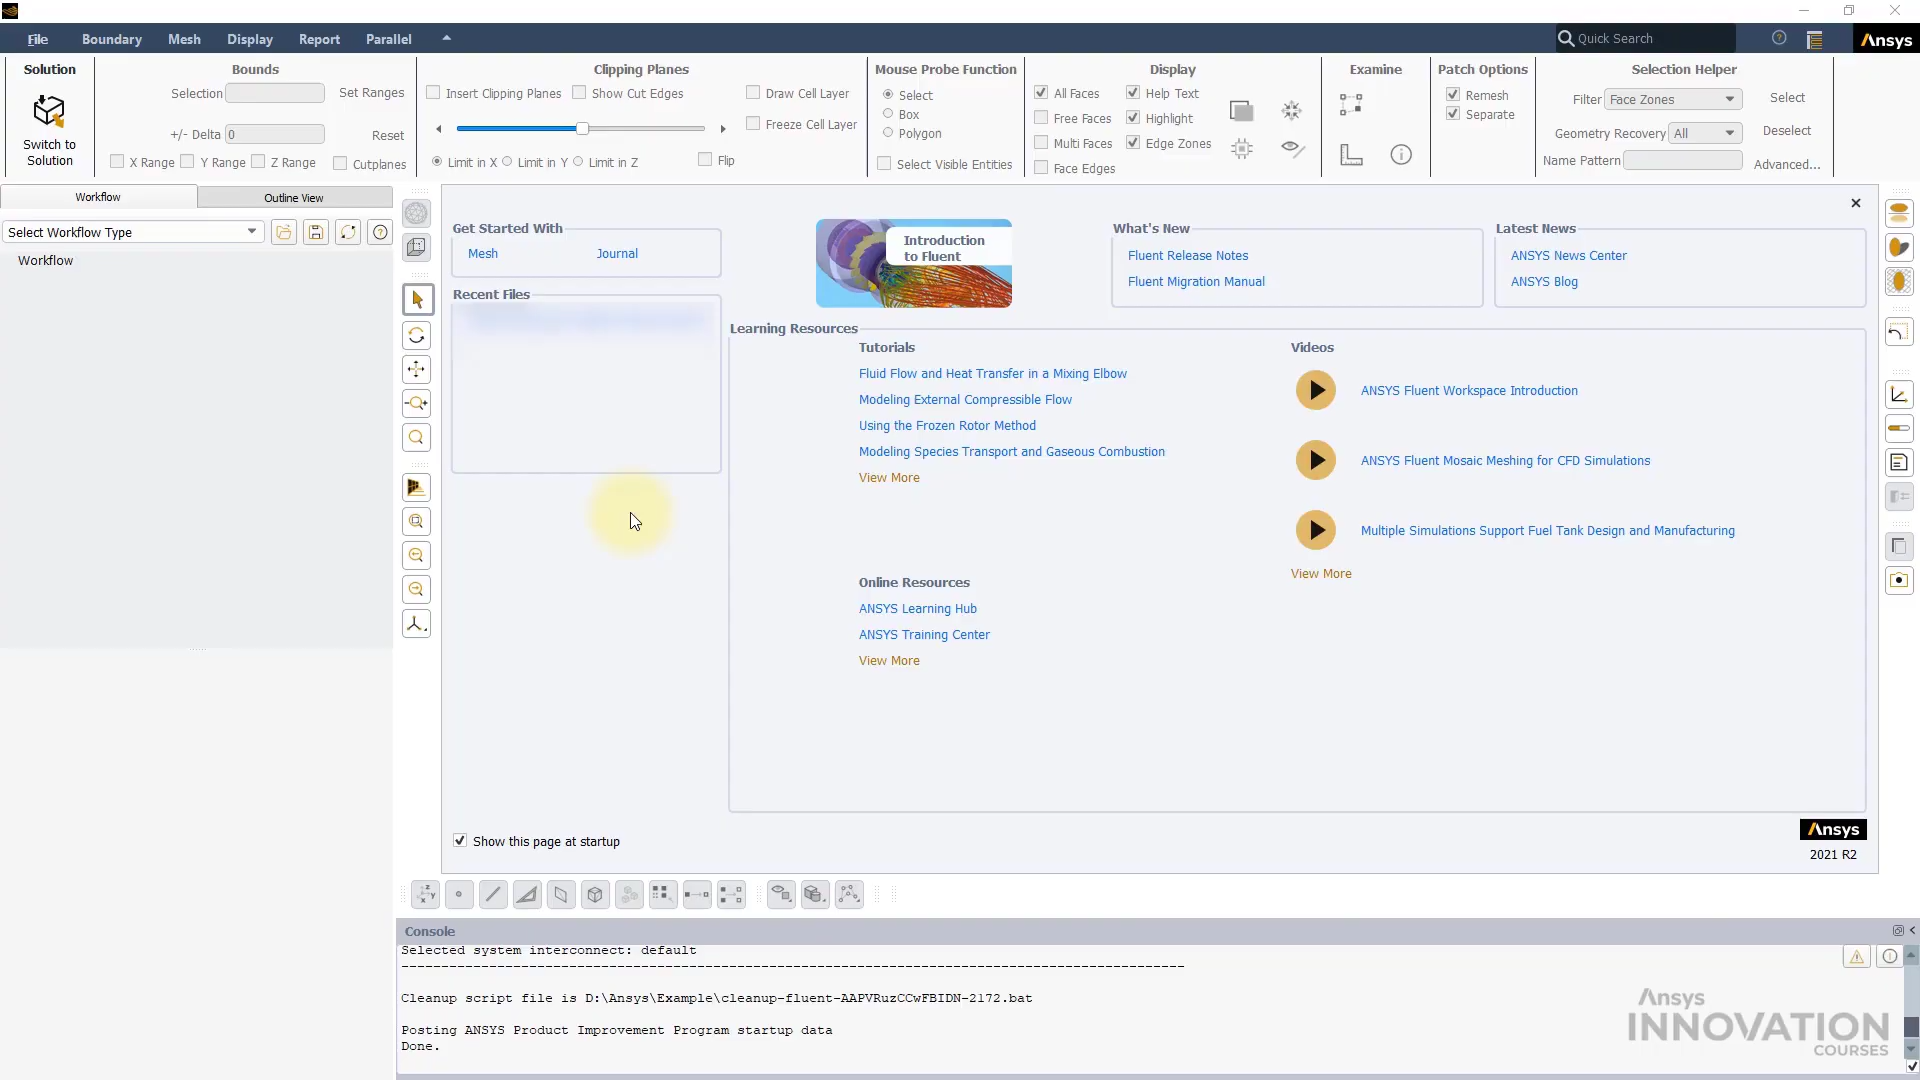 File Boundary Mesh Display Report Parallel
Quick Search
Ansys
Solution
Switch to
Solution
Bounds
Selection
Set Ranges
+/- Delta 0
Reset
X Range Y Range Z Range Cutplanes
Clipping Planes
Insert Clipping Planes Show Cut Edges Draw Cell Layer
Freeze Cell Layer
Limit in X Limit in Y Limit in Z Flip
Mouse Probe Function
Select
Box
Polygon
Select Visible Entities
Display
All Faces Help Text
Free Faces Highlight
Multi Faces Edge Zones
Face Edges
Examine
Patch Options
Remesh
Separate
Selection Helper
Filter Face Zones Select
Geometry Recovery All Deselect
Name Pattern Advanced...
Workflow Outline View
Select Workflow Type
Workflow
Get Started With
Mesh Journal
Recent Files
Introduction
to Fluent
What's New
Fluent Release Notes
Fluent Migration Manual
Latest News
ANSYS News Center
ANSYS Blog
Learning Resources
Tutorials
Fluid Flow and Heat Transfer in a Mixing Elbow
Modeling External Compressible Flow
Using the Frozen Rotor Method
Modeling Species Transport and Gaseous Combustion
View More
Videos
ANSYS Fluent Workspace Introduction
ANSYS Fluent Mosaic Meshing for CFD Simulations
Multiple Simulations Support Fuel Tank Design and Manufacturing
View More
Online Resources
ANSYS Learning Hub
ANSYS Training Center
View More
Show this page at startup
Ansys
2021 R2
Console
Selected system interconnect: default
--------------------------------------------------------------------------------------------------
Cleanup script file is D:\Ansys\Example\cleanup-fluent-AAPVRuzCCwFBIDN-2172.bat
Posting ANSYS Product Improvement Program startup data
Done.
Ansys
INNOVATION
COURSES